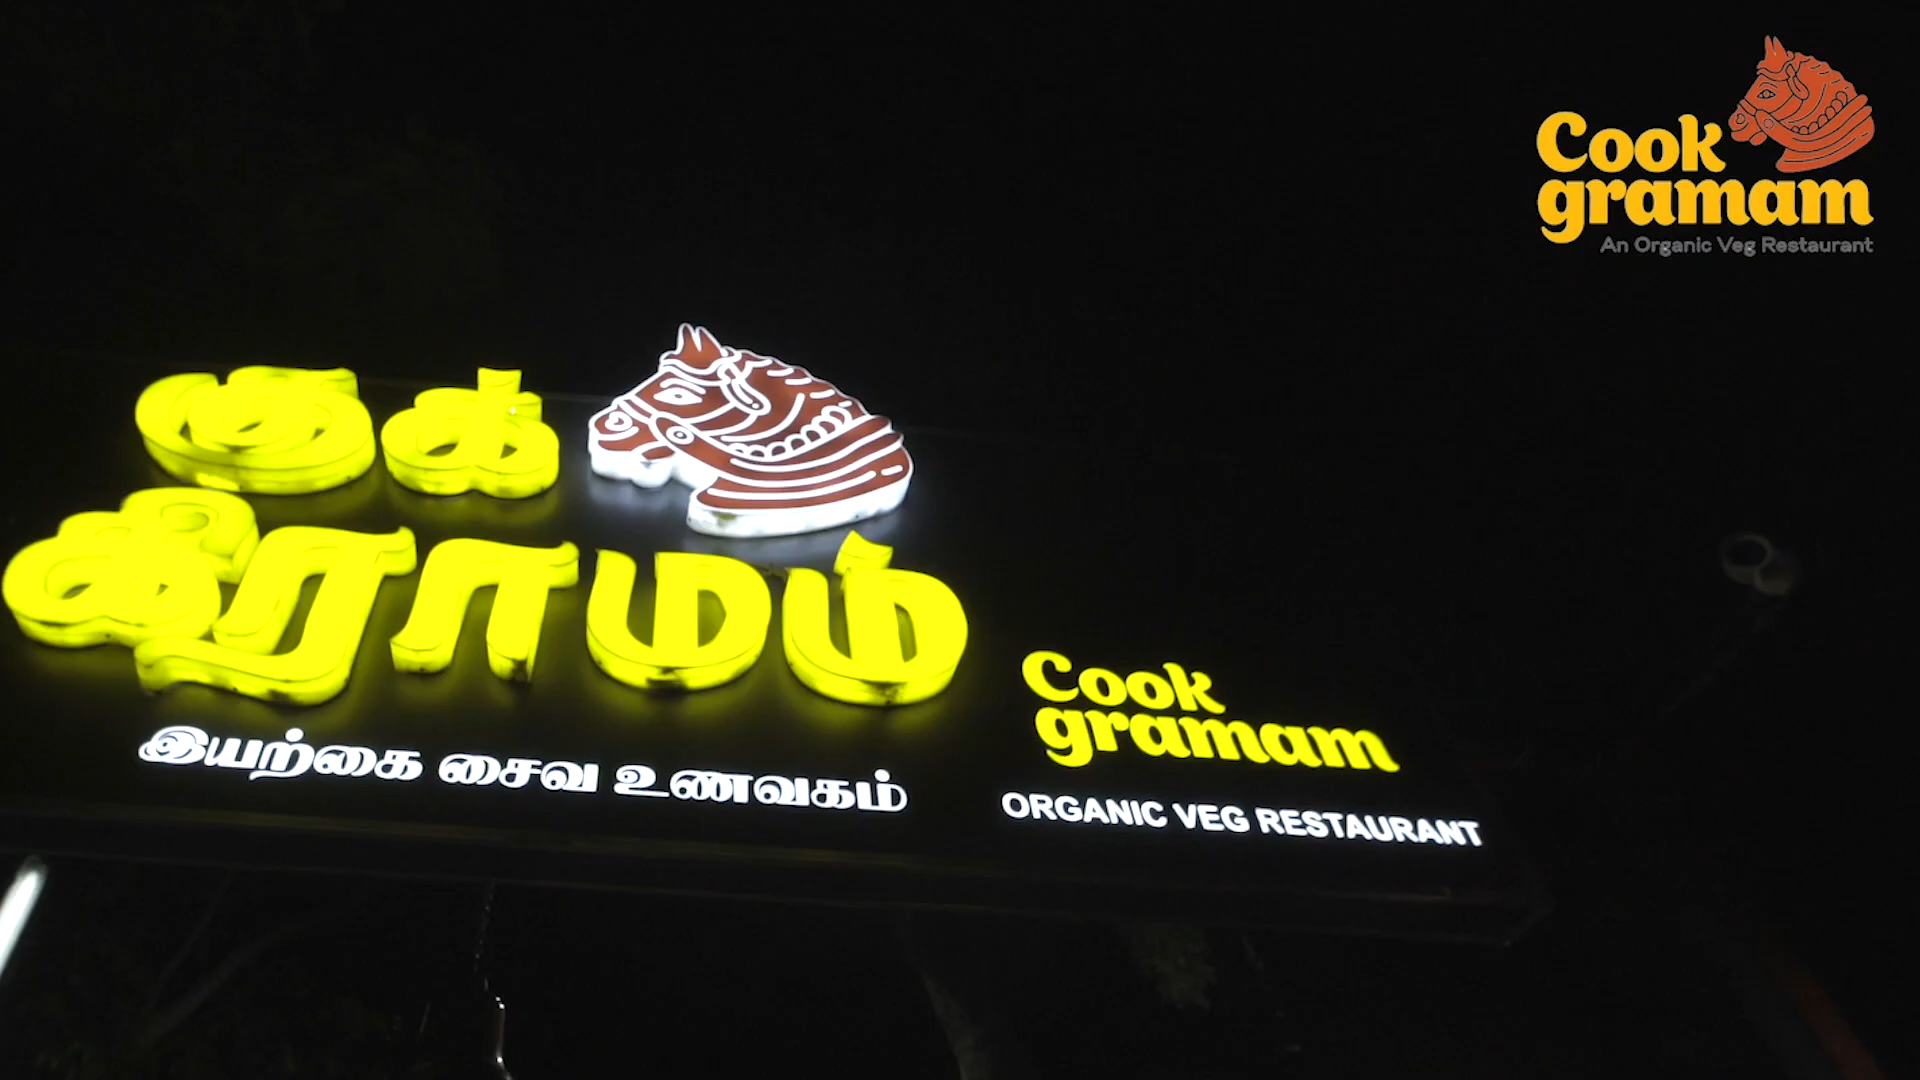 Cook
gramam
An Organic Veg Restaurant
குக்
கிராமம்
இயற்கை சைவ உணவகம்
Cook
gramam
ORGANIC VEG RESTAURANT